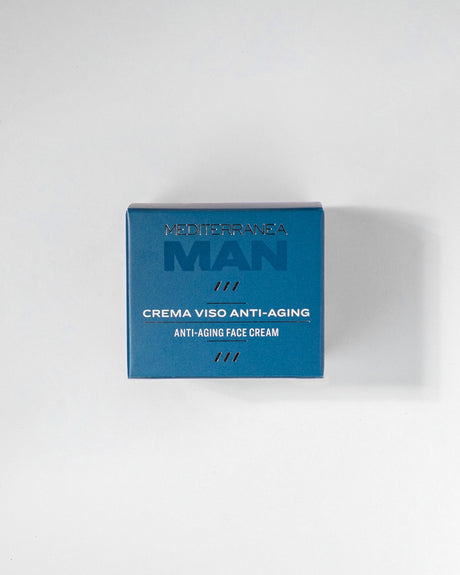 MEDITERRANEA
MAN
///
CREMA VISO ANTI-AGING
ANTI-AGING FACE CREAM
///